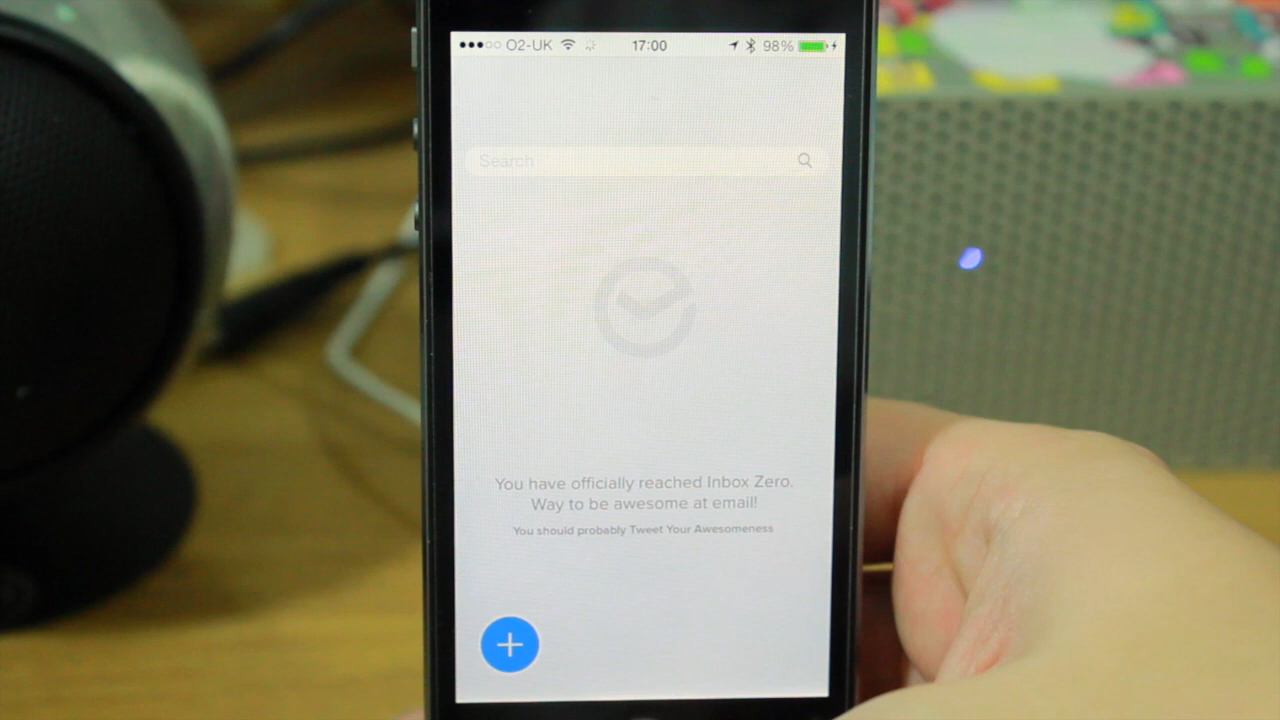 O2-UK 17:00 98%
Search
You have officially reached Inbox Zero.
Way to be awesome at email!
You should probably Tweet Your Awesomeness